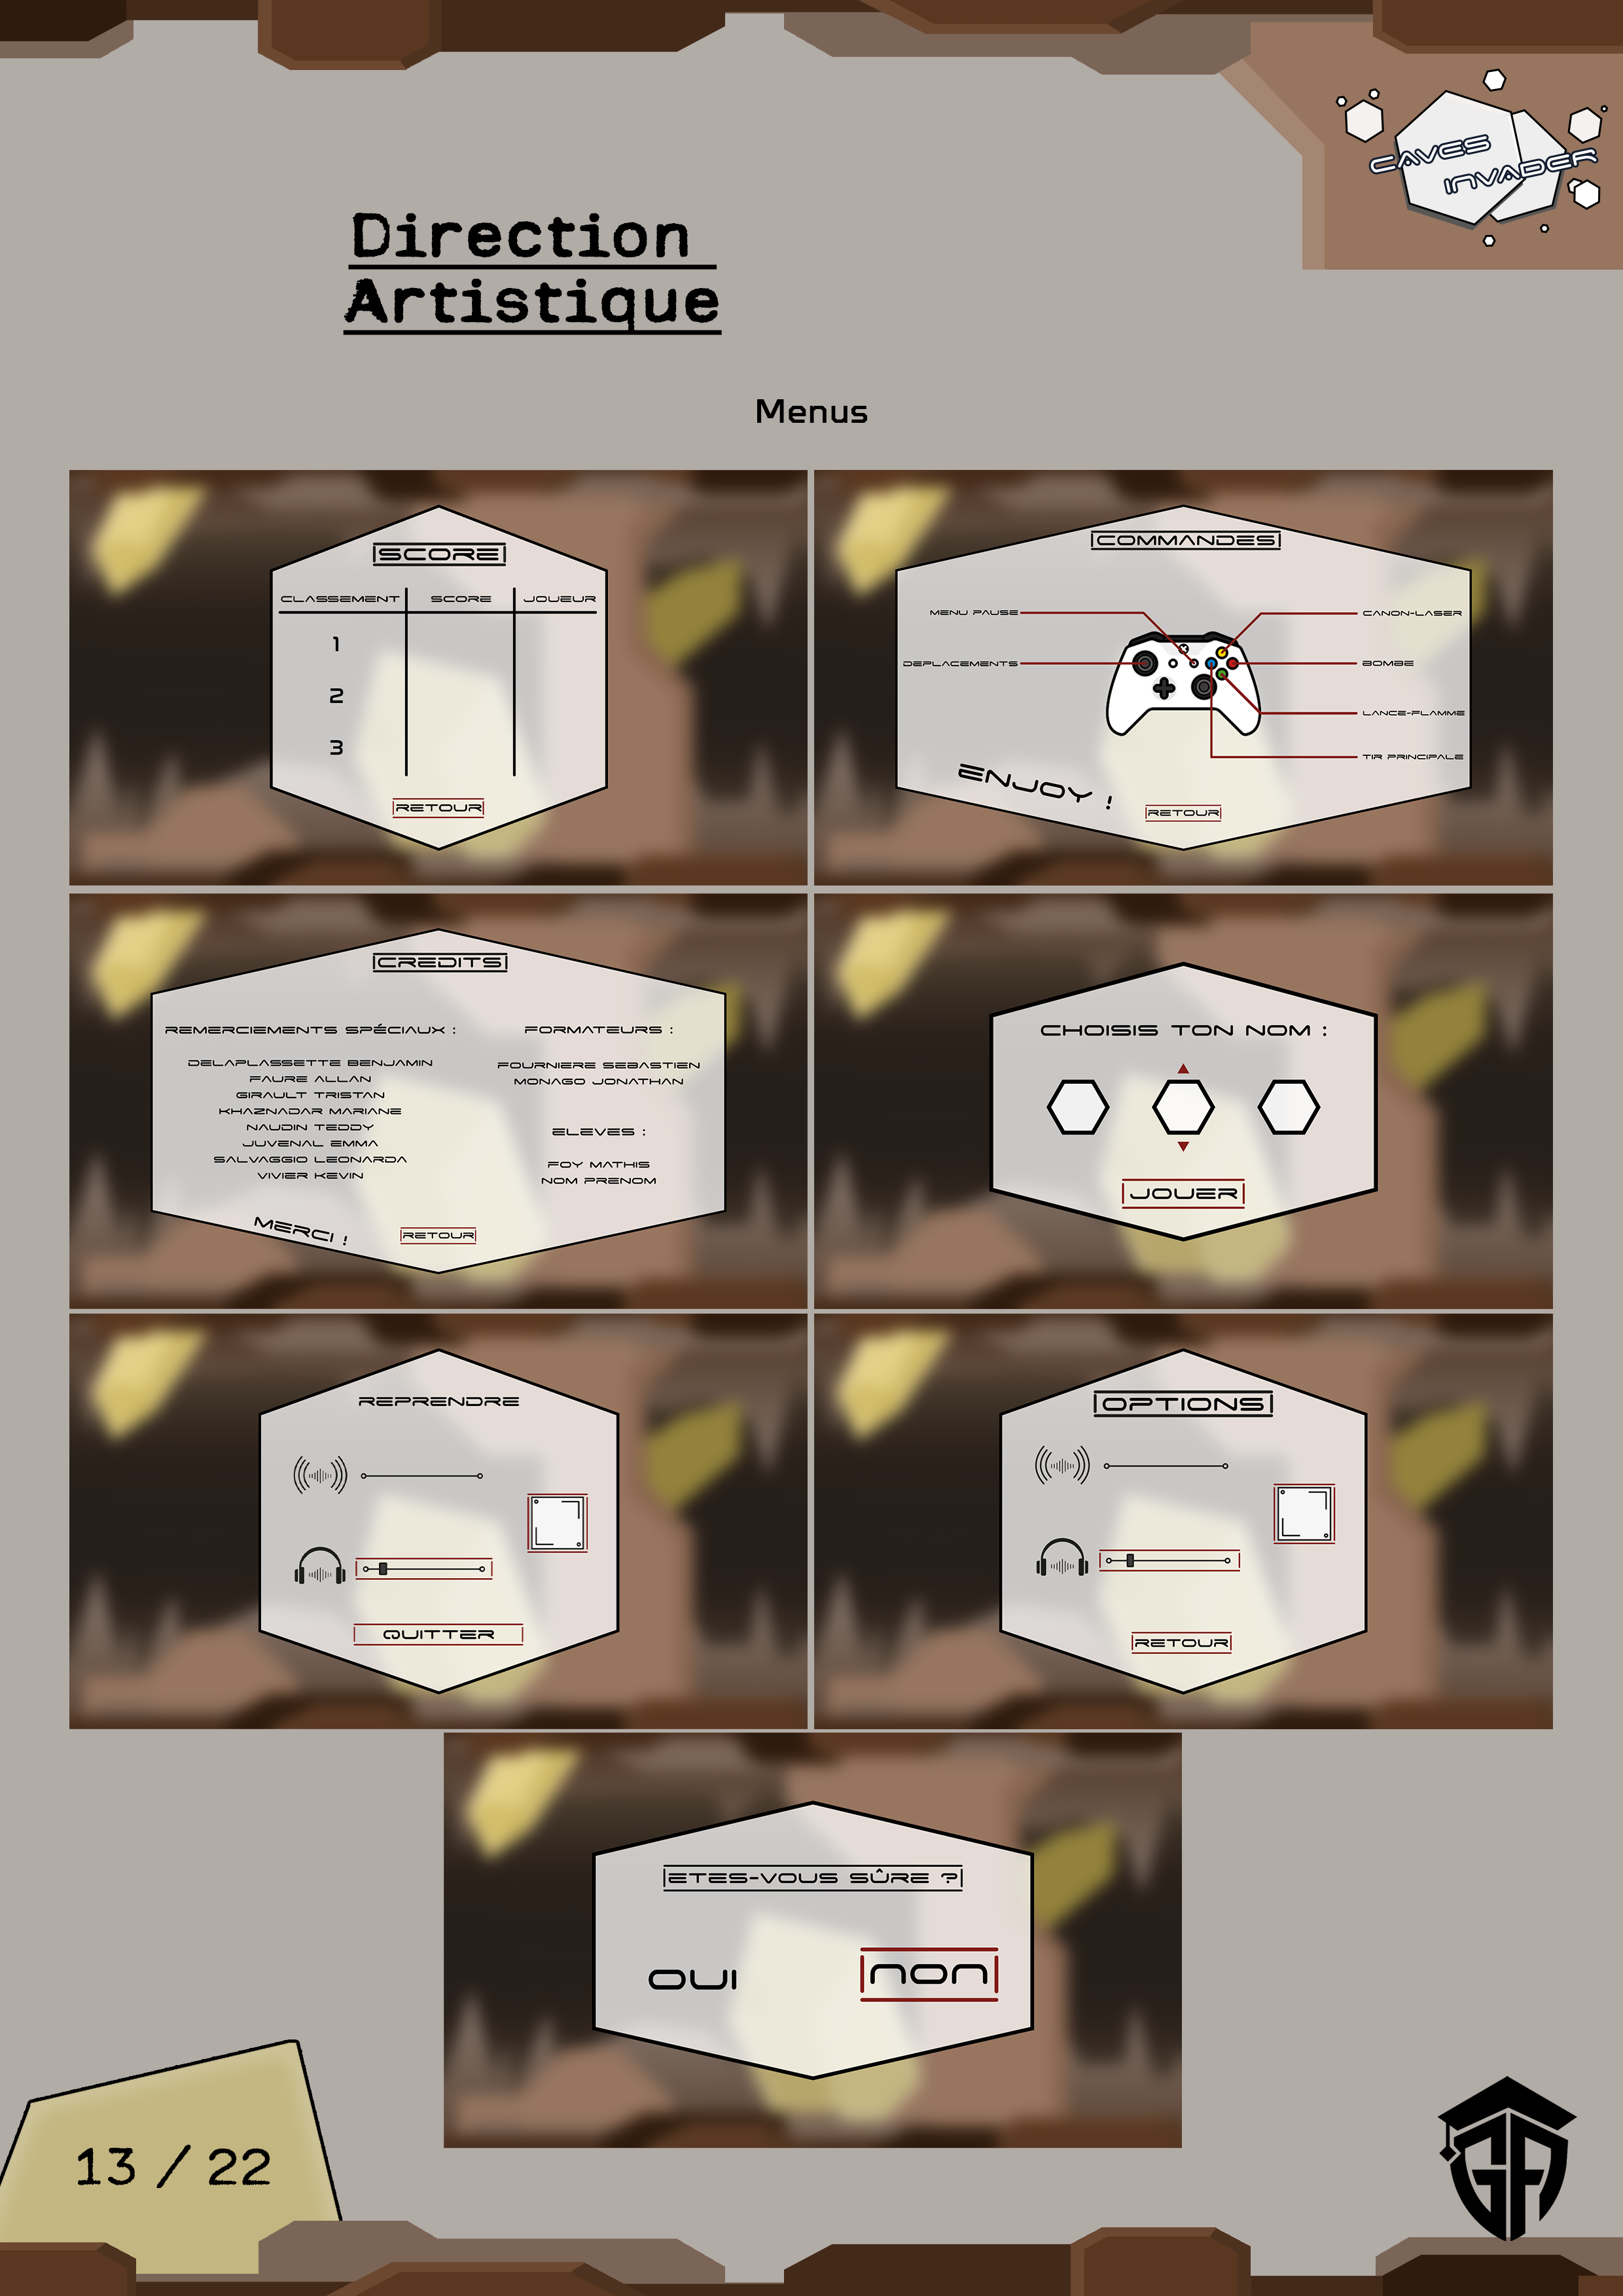 CAVES
INVADER
Direction
Artistique
Menus
SCORE
CLASSEMENT SCORE JOUEUR
1
2
3
RETOUR
COMMANDES
MENU PAUSE
CANON-LASER
DEPLACEMENTS
BOMBE
LANCE-FLAMME
TIR PRINCIPALE
ENJOY !
RETOUR
CREDITS
REMERCIEMENTS SPÉCIAUX :
DELAPLASSETTE BENJAMIN
FAURE ALLAN
GIRAULT TRISTAN
KHAZNADAR MARIANE
NAUDIN TEDDY
JUVENAL EMMA
SALVAGGIO LEONARDA
VIVIER KEVIN
FORMATEURS :
FOURNIERE SEBASTIEN
MONAGO JONATHAN
ELEVES :
FOY MATHIS
NOM PRENOM
MERCI !
RETOUR
CHOISIS TON NOM :
JOUER
REPRENDRE
QUITTER
OPTIONS
RETOUR
ETES-VOUS SÛRE ?
OUI
NON
13 / 22
GA